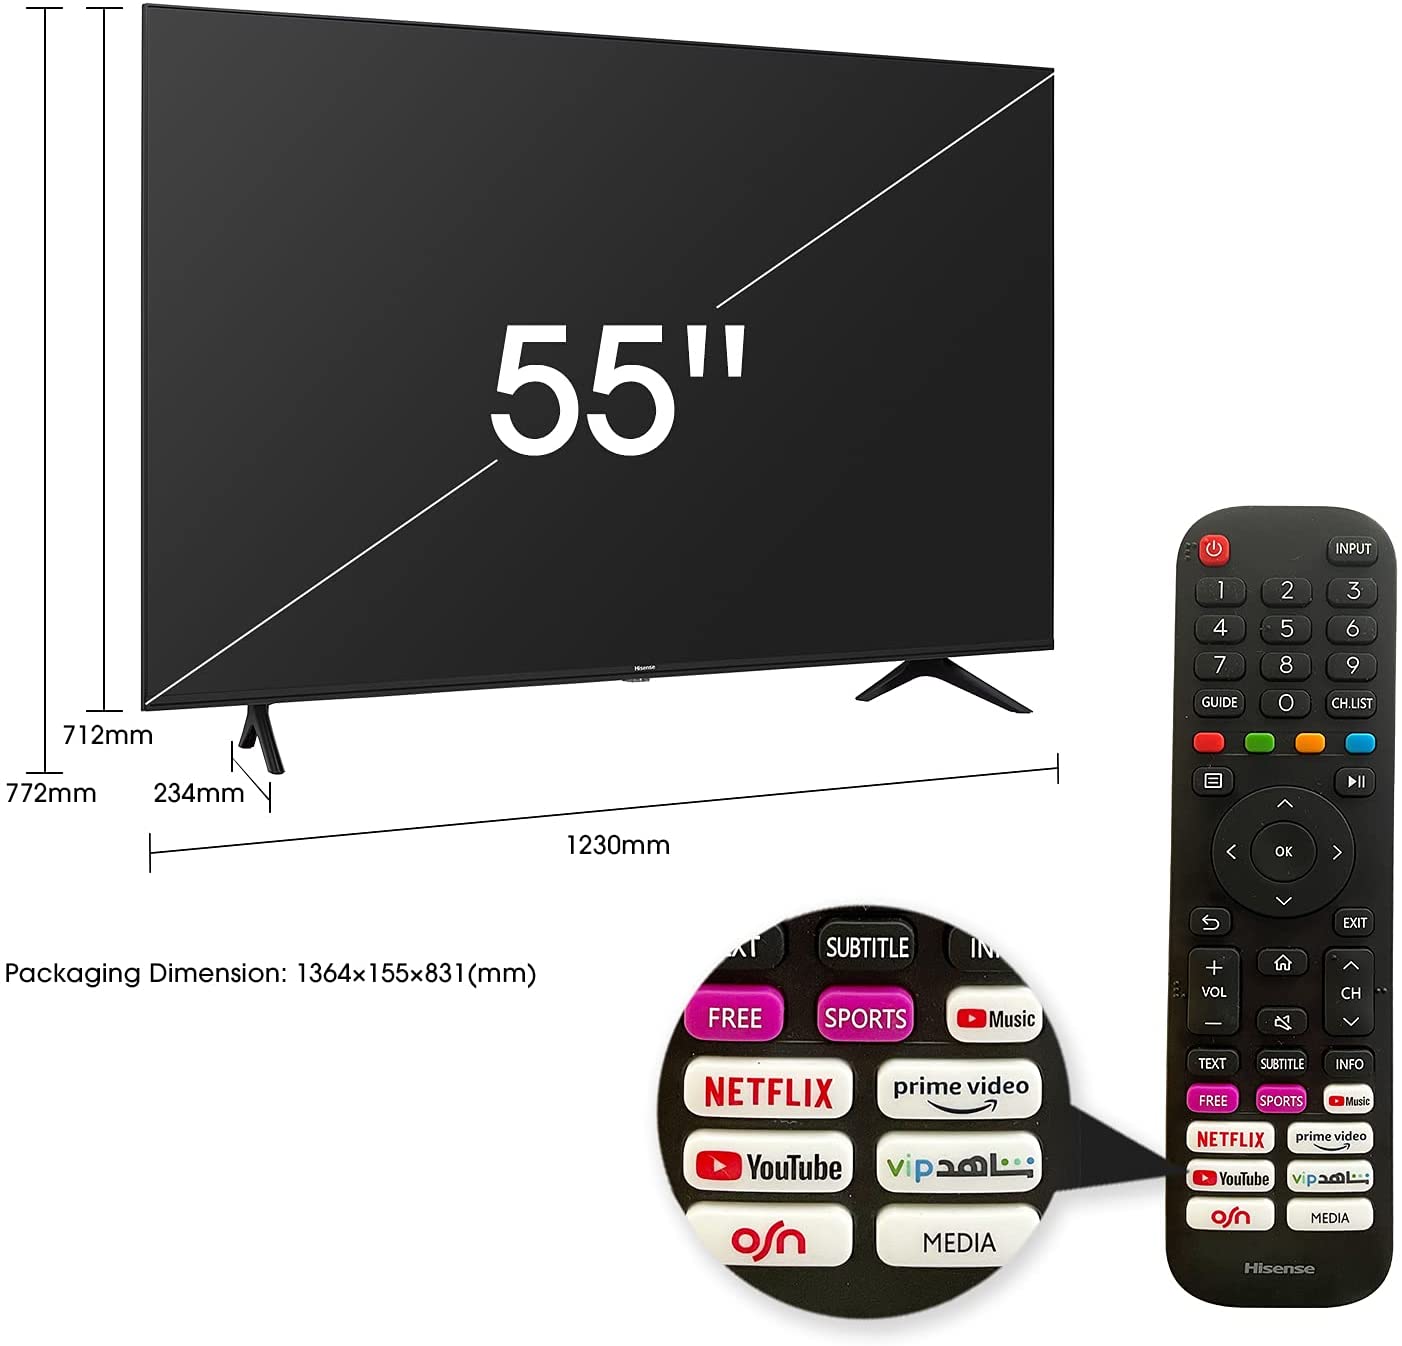 55"
Hisense
712mm
772mm
234mm
1230mm
Packaging Dimension: 1364×155×831(mm)
INPUT
1 2 3
4 5 6
7 8 9
GUIDE 0 CH.LIST
OK
EXIT
+
VOL
CH
−
TEXT SUBTITLE INFO
FREE SPORTS Music
NETFLIX prime video
YouTube شاهد vip
osn MEDIA
Hisense
SUBTITLE
FREE SPORTS Music
NETFLIX prime video
YouTube شاهد vip
osn MEDIA